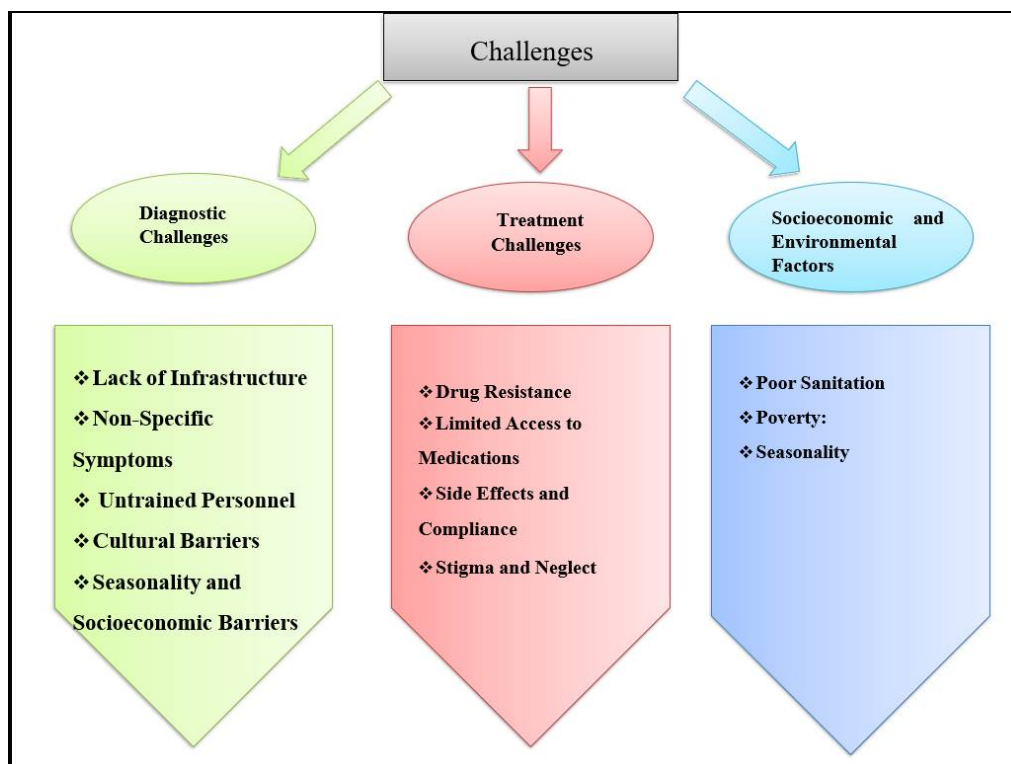 Challenges
Diagnostic
Challenges
Treatment
Challenges
Socioeconomic and
Environmental
Factors
❖Lack of Infrastructure
❖Non-Specific
Symptoms
❖ Untrained Personnel
❖Cultural Barriers
❖Seasonality and
Socioeconomic Barriers
❖Drug Resistance
❖Limited Access to
Medications
❖Side Effects and
Compliance
❖Stigma and Neglect
❖Poor Sanitation
❖Poverty:
❖Seasonality